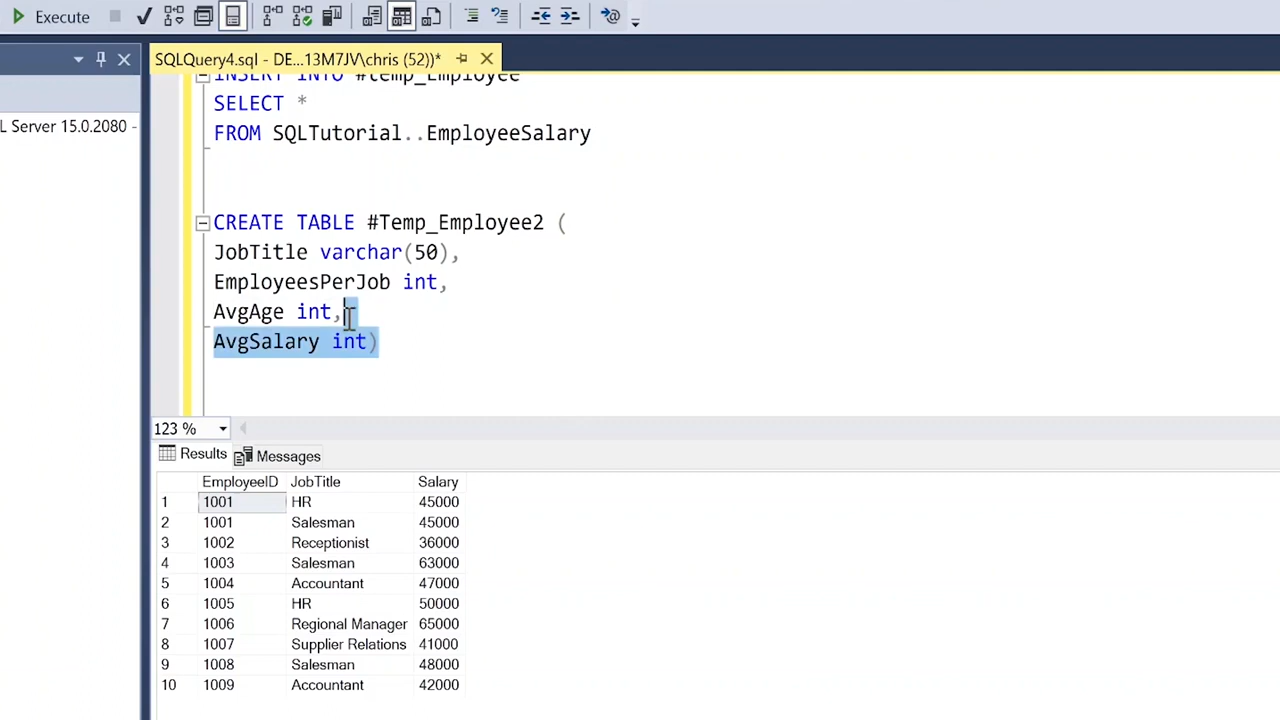 Execute
SQLQuery4.sql - DE...13M7JV\chris (52))*
L Server 15.0.2080 -
INSERT INTO #temp_Employee
SELECT *
FROM SQLTutorial..EmployeeSalary
CREATE TABLE #Temp_Employee2 (
JobTitle varchar(50),
EmployeesPerJob int,
AvgAge int,
AvgSalary int)
123 %
Results Messages
EmployeeID JobTitle Salary
1 1001 HR 45000
2 1001 Salesman 45000
3 1002 Receptionist 36000
4 1003 Salesman 63000
5 1004 Accountant 47000
6 1005 HR 50000
7 1006 Regional Manager 65000
8 1007 Supplier Relations 41000
9 1008 Salesman 48000
10 1009 Accountant 42000